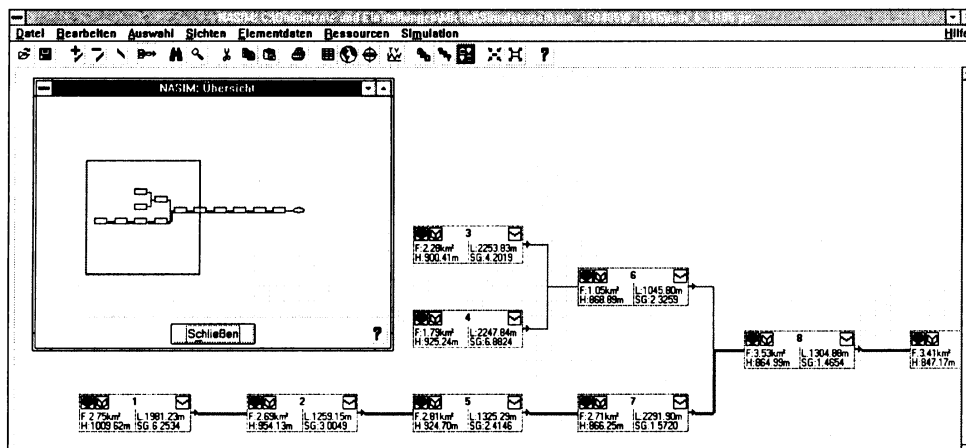 Datei Bearbeiten Auswahl Sichten Elementdaten Ressourcen Simulation Hilfe
?
NASIM: Übersicht
Schließen
?
3
F:2.28km² L:2253.83m
H:900.41m SG:4.2019
4
F:1.79km² L:2247.84m
H:925.24m SG:6.8824
6
F:1.05km² L:1045.80m
H:868.89m SG:2.3259
8
F:3.53km² L:1304.88m
H:864.99m SG:1.4654
F:3.41km²
H:847.17m
1
F:2.75km² L:1981.23m
H:1009.62m SG:6.2534
2
F:2.69km² L:1259.15m
H:954.13m SG:3.0049
5
F:2.81km² L:1325.29m
H:924.70m SG:2.4146
7
F:2.71km² L:2291.90m
H:866.25m SG:1.5720